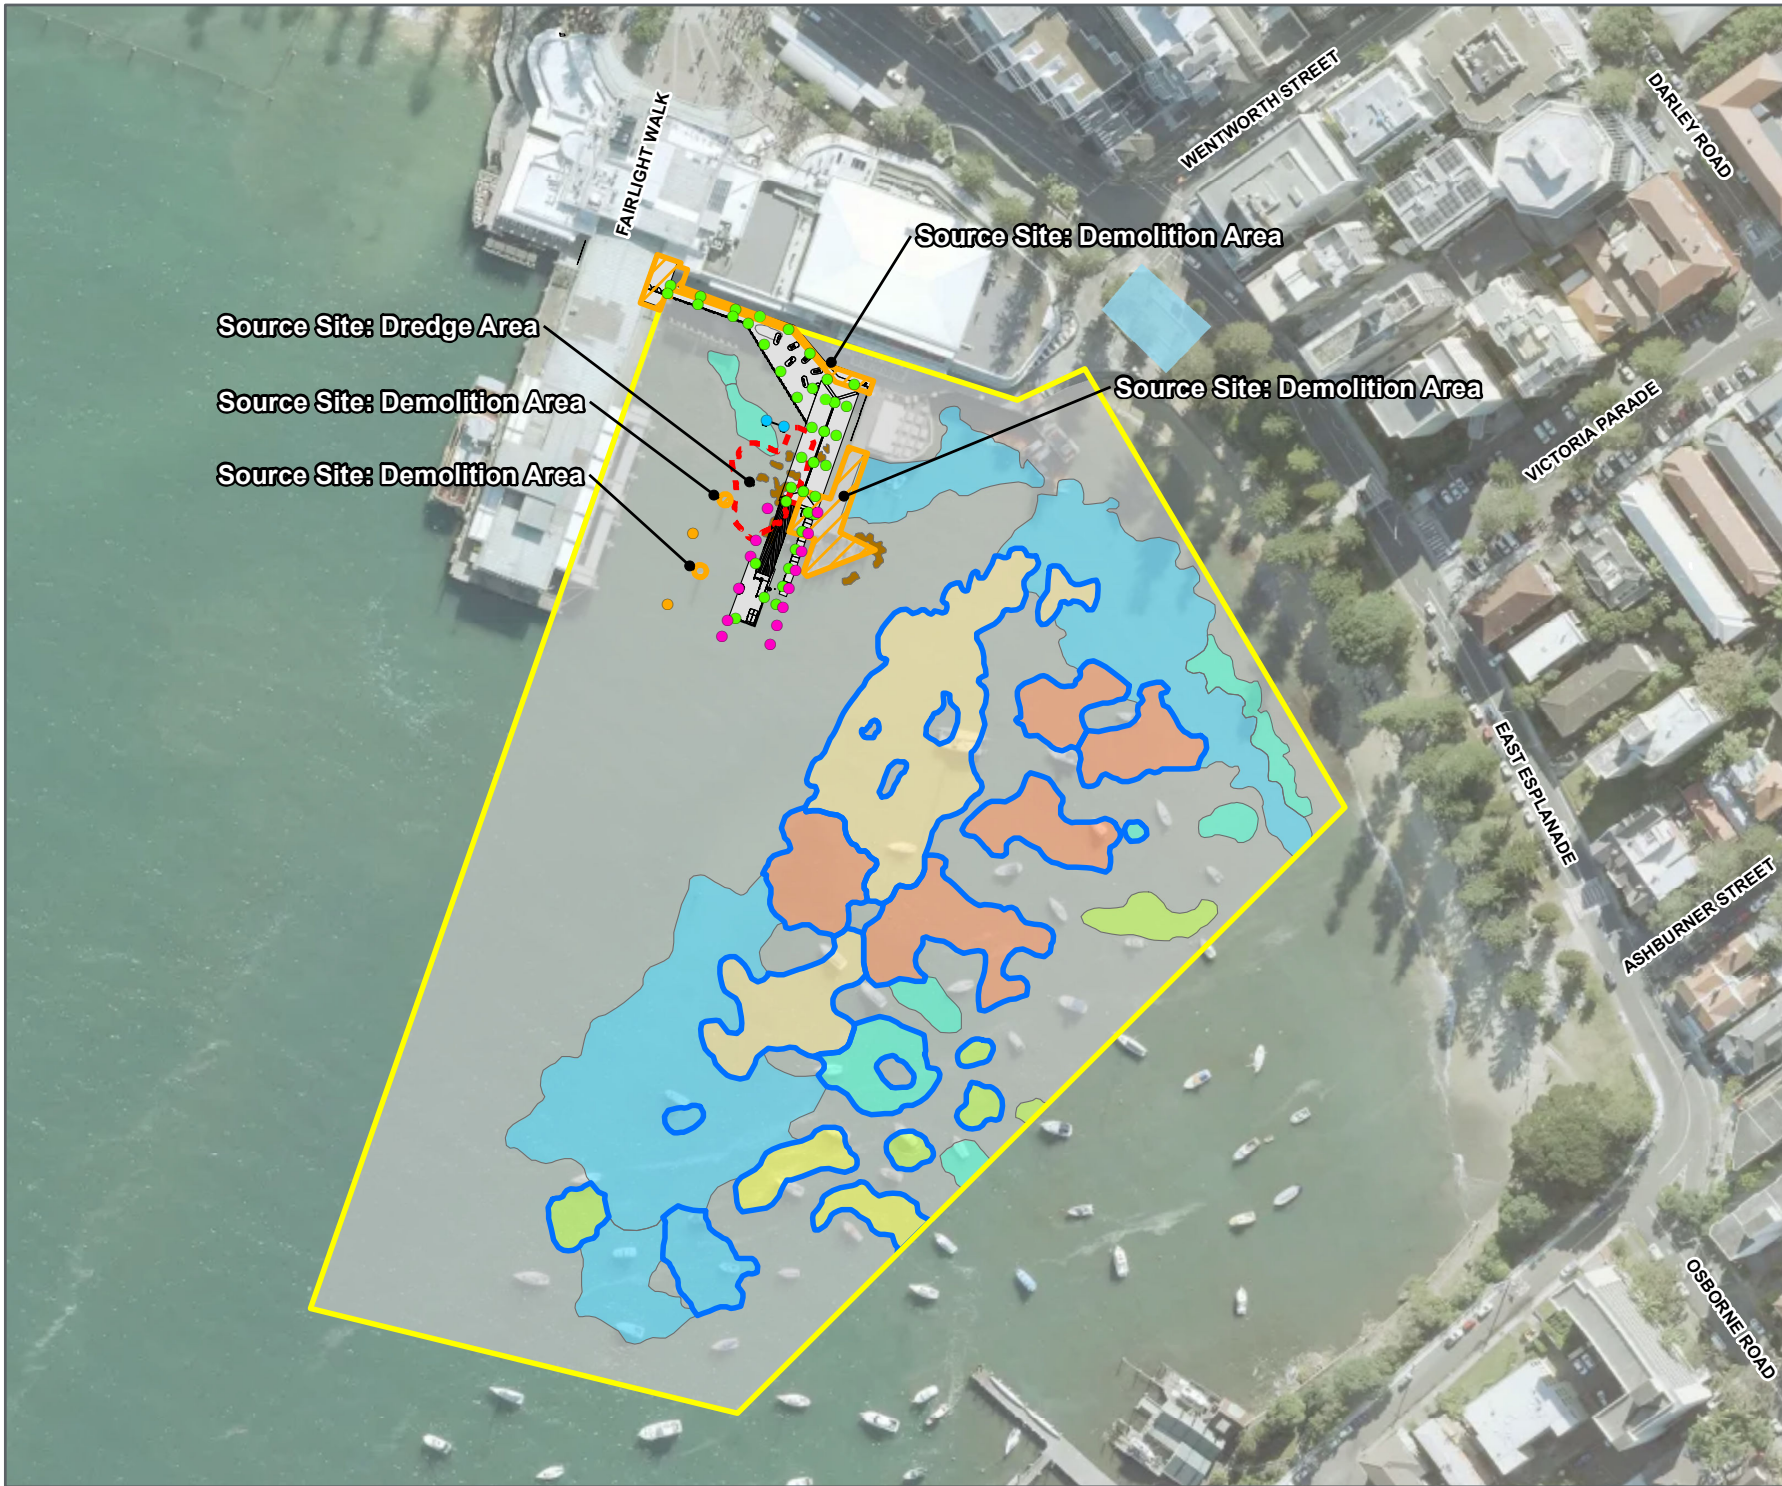 WENTWORTH STREET
DARLEY ROAD
FAIRLIGHT WALK
Source Site: Demolition Area
Source Site: Dredge Area
Source Site: Demolition Area
Source Site: Demolition Area
Source Site: Demolition Area
VICTORIA PARADE
EAST ESPLANADE
ASHBURNER STREET
OSBORNE ROAD